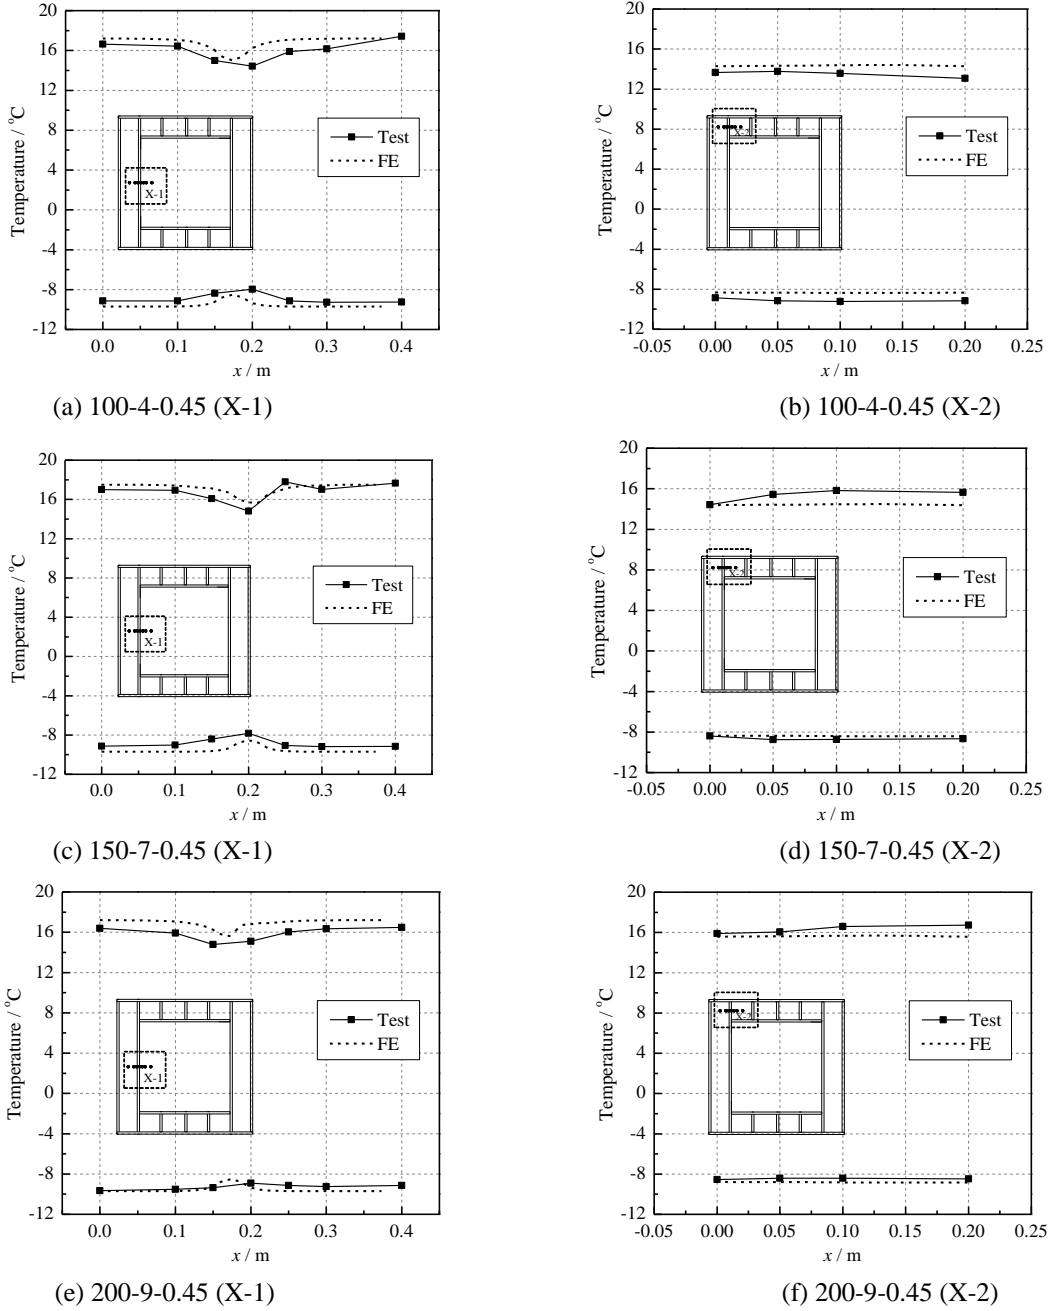 20
16
12
8
4
0
-4
-8
-12
Temperature / °C
X-1
Test
FE
0.0 0.1 0.2 0.3 0.4
x / m
(a) 100-4-0.45 (X-1)
20
16
12
8
4
0
-4
-8
-12
Temperature / °C
X-2
Test
FE
-0.05 0.00 0.05 0.10 0.15 0.20 0.25
x / m
(b) 100-4-0.45 (X-2)
20
16
12
8
4
0
-4
-8
-12
Temperature / °C
X-1
Test
FE
0.0 0.1 0.2 0.3 0.4
x / m
(c) 150-7-0.45 (X-1)
20
16
12
8
4
0
-4
-8
-12
Temperature / °C
X-2
Test
FE
-0.05 0.00 0.05 0.10 0.15 0.20 0.25
x / m
(d) 150-7-0.45 (X-2)
20
16
12
8
4
0
-4
-8
-12
Temperature / °C
X-1
Test
FE
0.0 0.1 0.2 0.3 0.4
x / m
(e) 200-9-0.45 (X-1)
20
16
12
8
4
0
-4
-8
-12
Temperature / °C
X-2
Test
FE
-0.05 0.00 0.05 0.10 0.15 0.20 0.25
x / m
(f) 200-9-0.45 (X-2)